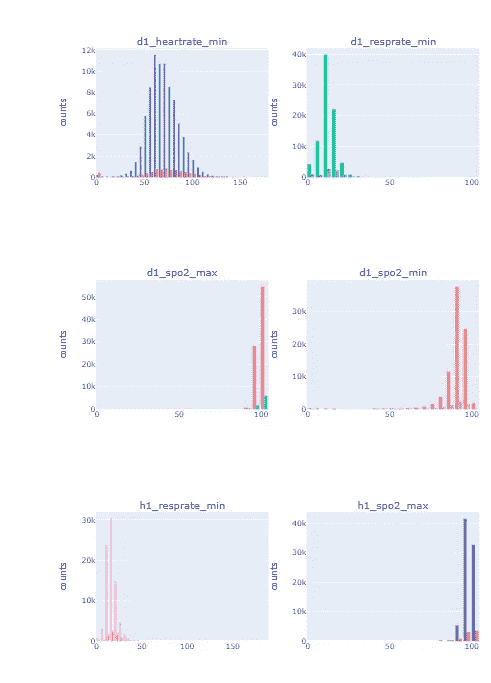 d1_heartrate_min
d1_resprate_min
counts
12k
10k
8k
6k
4k
2k
0
0
50
100
150
counts
40k
30k
20k
10k
0
0
50
100
d1_spo2_max
d1_spo2_min
counts
50k
40k
30k
20k
10k
0
0
50
100
counts
30k
20k
10k
0
0
50
100
h1_resprate_min
h1_spo2_max
counts
30k
20k
10k
0
0
50
100
150
counts
40k
30k
20k
10k
0
0
50
100